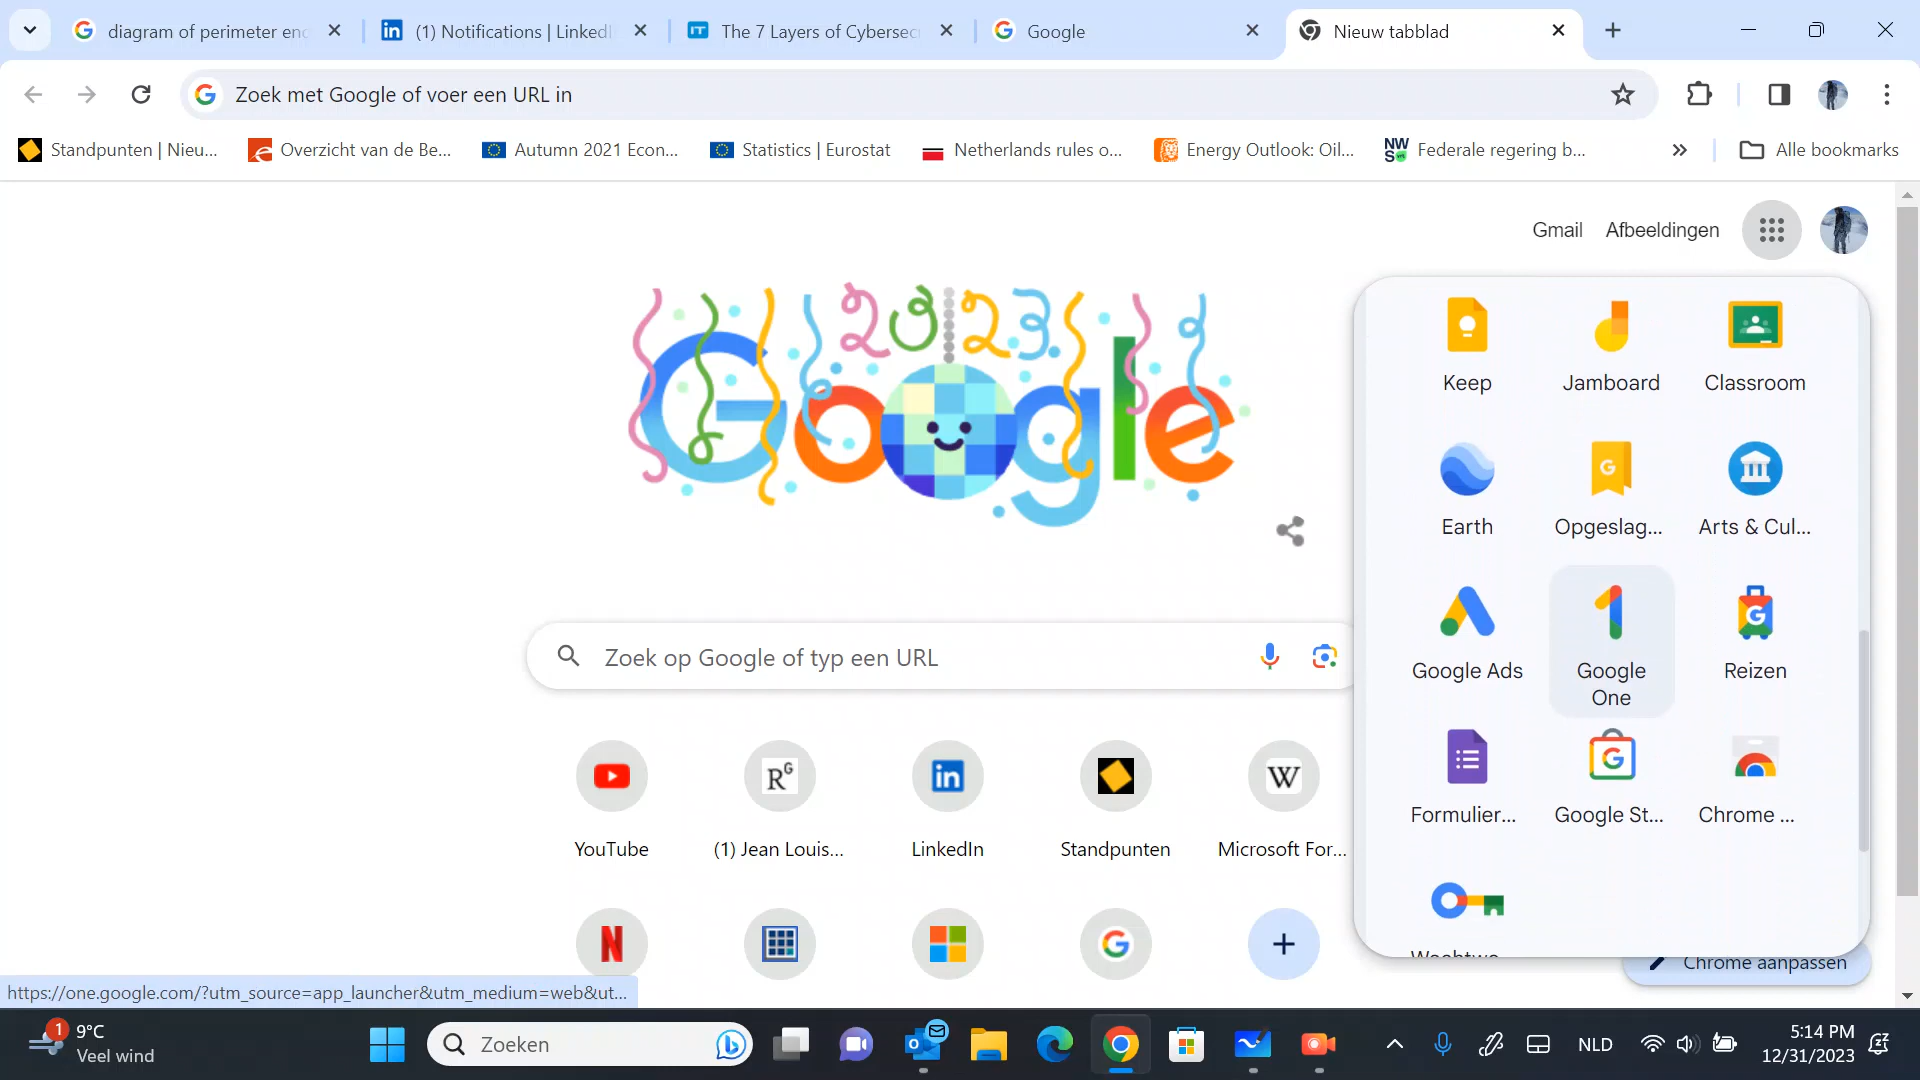 diagram of perimeter enc
(1) Notifications | LinkedI
The 7 Layers of Cybersec
Google
Nieuw tabblad
Zoek met Google of voer een URL in
Standpunten | Nieu...
Overzicht van de Be...
Autumn 2021 Econ...
Statistics | Eurostat
Netherlands rules o...
Energy Outlook: Oil...
NW
S
Federale regering b...
Alle bookmarks
Gmail
Afbeeldingen
2023
Google
Keep
Jamboard
Classroom
Earth
Opgeslag...
Arts & Cul...
Google Ads
Google
One
Reizen
Formulier...
Google St...
Chrome ...
Zoek op Google of typ een URL
YouTube
(1) Jean Louis...
LinkedIn
Standpunten
Microsoft For...
Chrome aanpassen
https://one.google.com/?utm_source=app_launcher&utm_medium=web&ut...
1
9°C
Veel wind
Zoeken
NLD
5:14 PM
12/31/2023